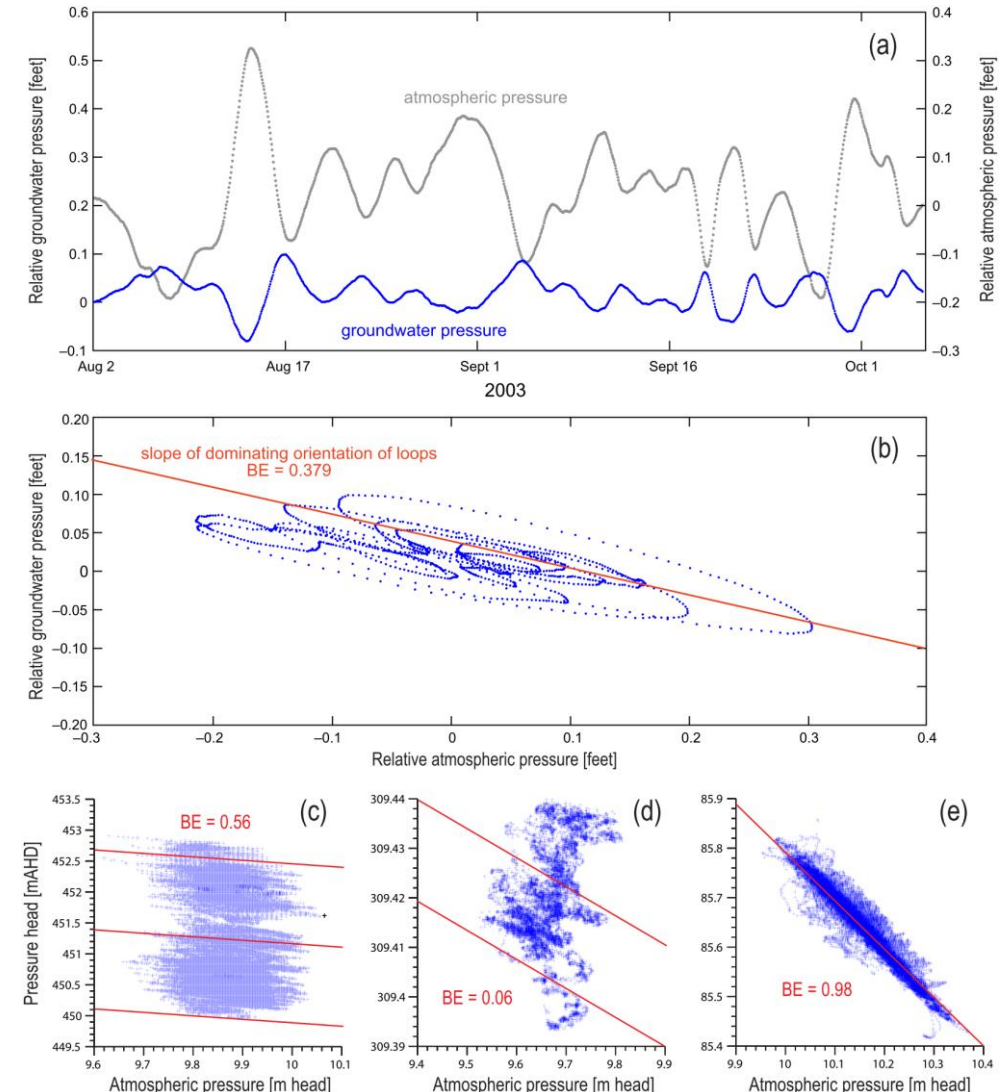 (a)
Relative groundwater pressure [feet]
0.6
0.5
0.4
0.3
0.2
0.1
0
–0.1
atmospheric pressure
groundwater pressure
0.4
0.3
0.2
0.1
0
–0.1
–0.2
–0.3
Relative atmospheric pressure [feet]
Aug 2 Aug 17 Sept 1 Sept 16 Oct 1
2003
(b)
Relative groundwater pressure [feet]
0.20
0.15
0.10
0.05
0
–0.05
–0.10
–0.15
–0.20
slope of dominating orientation of loops
BE = 0.379
–0.3 –0.2 –0.1 0 0.1 0.2 0.3 0.4
Relative atmospheric pressure [feet]
(c)
Pressure head [mAHD]
453.5
453
452.5
452
451.5
451
450.5
450
449.5
BE = 0.56
9.6 9.7 9.8 9.9 10 10.1
Atmospheric pressure [m head]
(d)
309.44
309.43
309.42
309.41
309.4
309.39
BE = 0.06
9.4 9.5 9.6 9.7 9.8 9.9
Atmospheric pressure [m head]
(e)
85.9
85.8
85.7
85.6
85.5
85.4
BE = 0.98
9.9 10 10.1 10.2 10.3 10.4
Atmospheric pressure [m head]